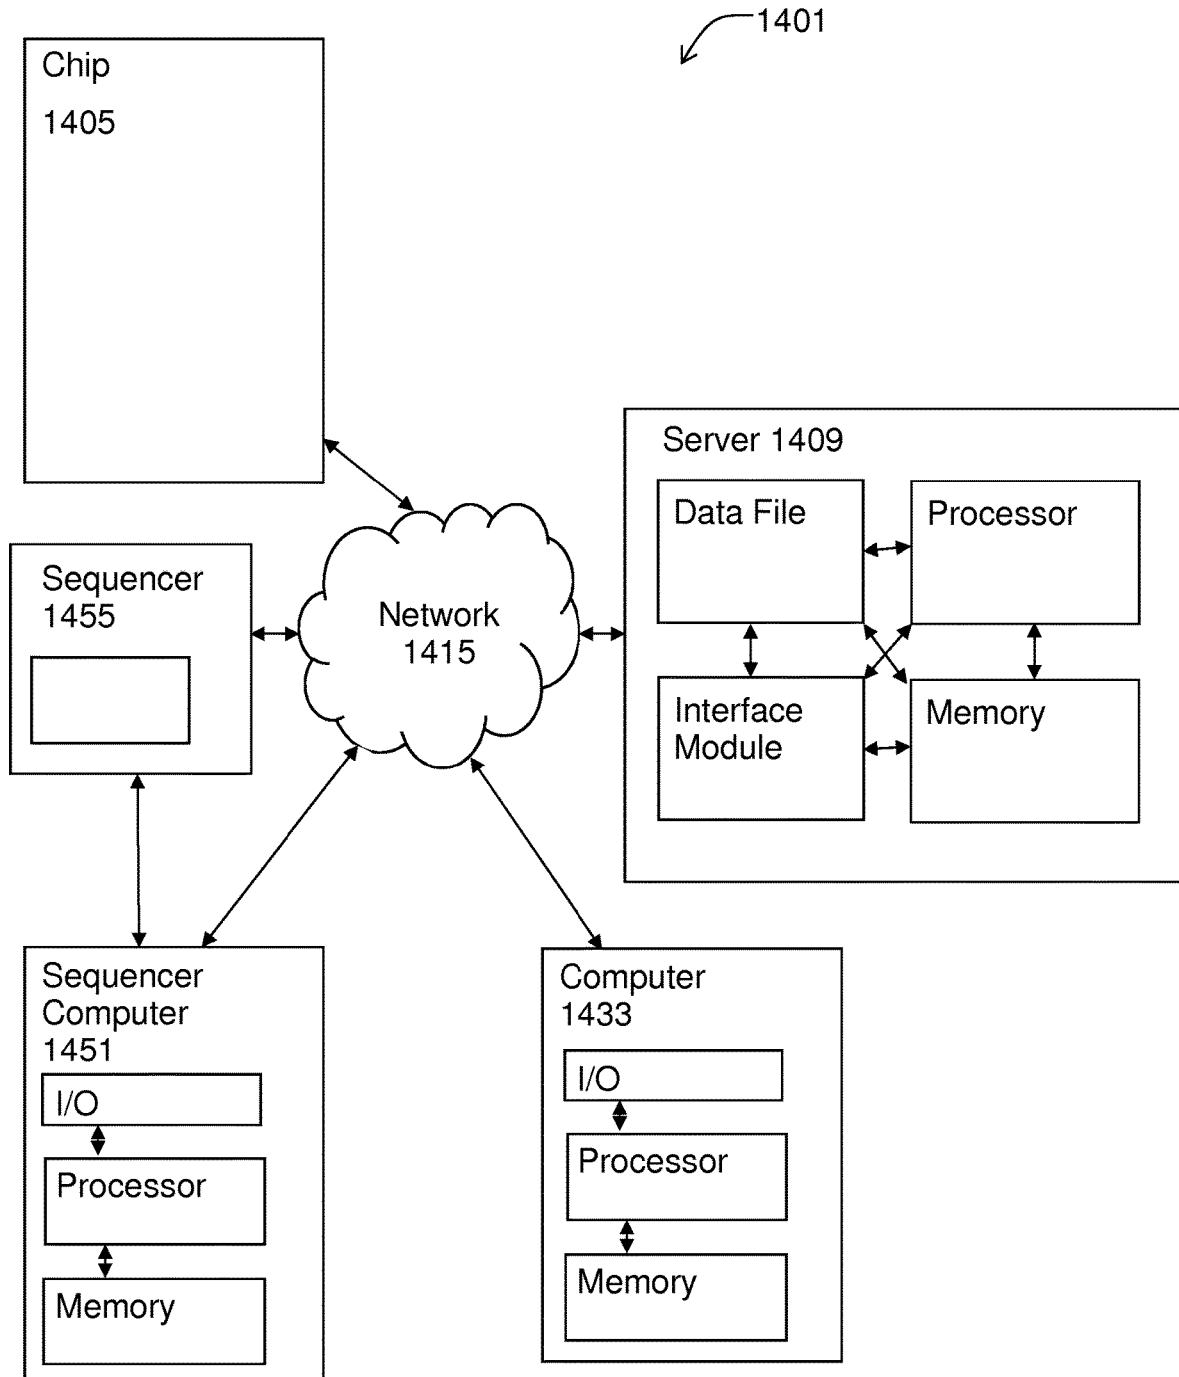 1401
Chip
1405
Server 1409
Data File
Processor
Interface
Module
Memory
Sequencer
1455
Network
1415
Sequencer
Computer
1451
I/O
Processor
Memory
Computer
1433
I/O
Processor
Memory